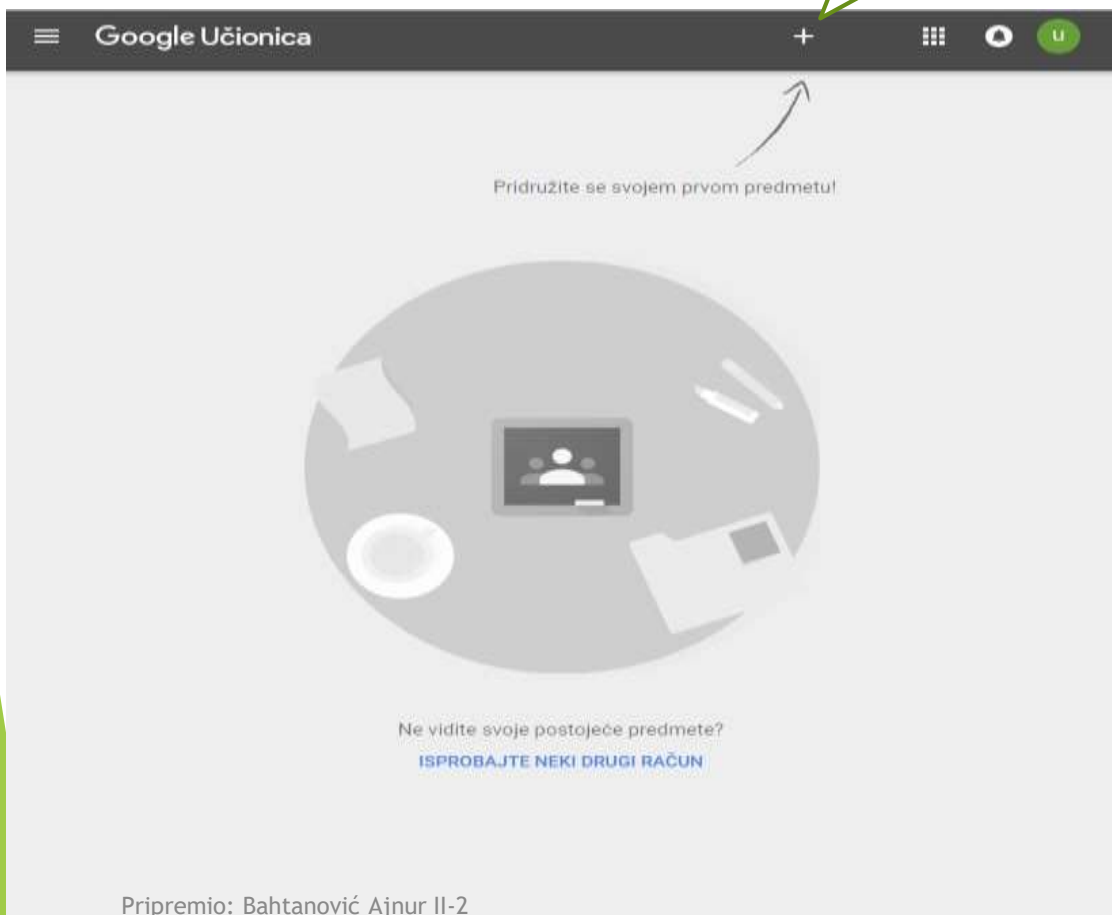 Google Učionica
u
Pridružite se svojem prvom predmetu!
Ne vidite svoje postojeće predmete?
ISPROBAJTE NEKI DRUGI RAČUN
Pripremio: Bahtanović Ajnur II-2